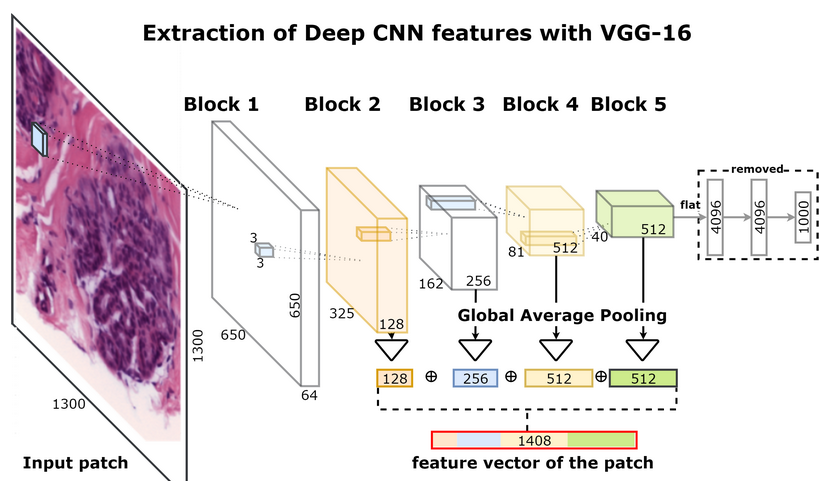 Extraction of Deep CNN features with VGG-16
Block 1
Block 2
Block 3
Block 4
Block 5
removed
flat
4096
4096
1000
3
3
650
650
64
325
128
162
256
81
512
40
512
1300
1300
Global Average Pooling
128 ⊕ 256 ⊕ 512 ⊕ 512
1408
Input patch
feature vector of the patch